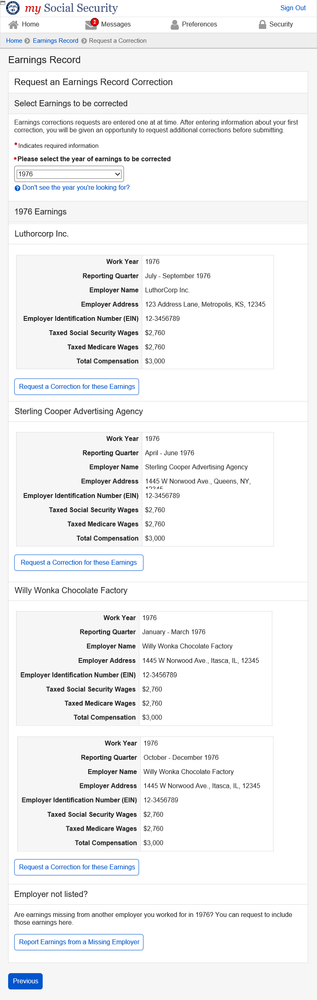 my Social Security
Sign Out
Home
2
Messages
Preferences
Security
Home Earnings Record Request a Correction
Earnings Record
Request an Earnings Record Correction
Select Earnings to be corrected
Earnings corrections requests are entered one at at time. After entering information about your first
correction, you will be given an opportunity to request additional corrections before submitting.
*Indicates required information
*Please select the year of earnings to be corrected
1976
? Don't see the year you're looking for?
1976 Earnings
Luthorcorp Inc.
Work Year 1976
Reporting Quarter July - September 1976
Employer Name LuthorCorp Inc.
Employer Address 123 Address Lane, Metropolis, KS, 12345
Employer Identification Number (EIN) 12-3456789
Taxed Social Security Wages $2,760
Taxed Medicare Wages $2,760
Total Compensation $3,000
Request a Correction for these Earnings
Sterling Cooper Advertising Agency
Work Year 1976
Reporting Quarter April - June 1976
Employer Name Sterling Cooper Advertising Agency
Employer Address 1445 W Norwood Ave., Queens, NY,
12345
Employer Identification Number (EIN) 12-3456789
Taxed Social Security Wages $2,760
Taxed Medicare Wages $2,760
Total Compensation $3,000
Request a Correction for these Earnings
Willy Wonka Chocolate Factory
Work Year 1976
Reporting Quarter January - March 1976
Employer Name Willy Wonka Chocolate Factory
Employer Address 1445 W Norwood Ave., Itasca, IL, 12345
Employer Identification Number (EIN) 12-3456789
Taxed Social Security Wages $2,760
Taxed Medicare Wages $2,760
Total Compensation $3,000
Work Year 1976
Reporting Quarter October - December 1976
Employer Name Willy Wonka Chocolate Factory
Employer Address 1445 W Norwood Ave., Itasca, IL, 12345
Employer Identification Number (EIN) 12-3456789
Taxed Social Security Wages $2,760
Taxed Medicare Wages $2,760
Total Compensation $3,000
Request a Correction for these Earnings
Employer not listed?
Are earnings missing from another employer you worked for in 1976? You can request to include
those earnings here.
Report Earnings from a Missing Employer
Previous